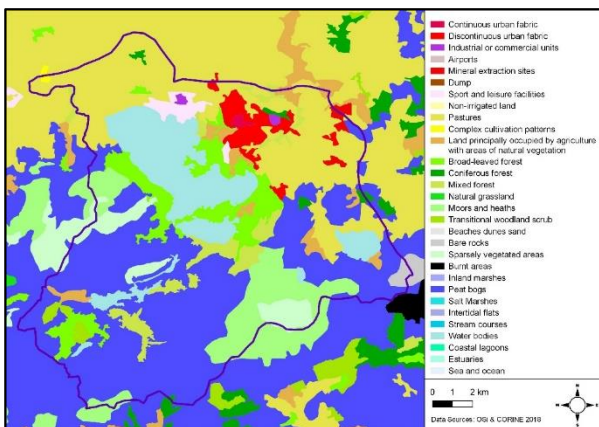 Continuous urban fabric
Discontinuous urban fabric
Industrial or commercial units
Airports
Mineral extraction sites
Dump
Sport and leisure facilities
Non-irrigated land
Pastures
Complex cultivation patterns
Land principally occupied by agriculture
with areas of natural vegetation
Broad-leaved forest
Coniferous forest
Mixed forest
Natural grassland
Moors and heaths
Transitional woodland scrub
Beaches dunes sand
Bare rocks
Sparsely vegetated areas
Burnt areas
Inland marshes
Peat bogs
Salt Marshes
Intertidal flats
Stream courses
Water bodies
Coastal lagoons
Estuaries
Sea and ocean
0 1 2 km
Data Sources: OSi & CORINE 2018